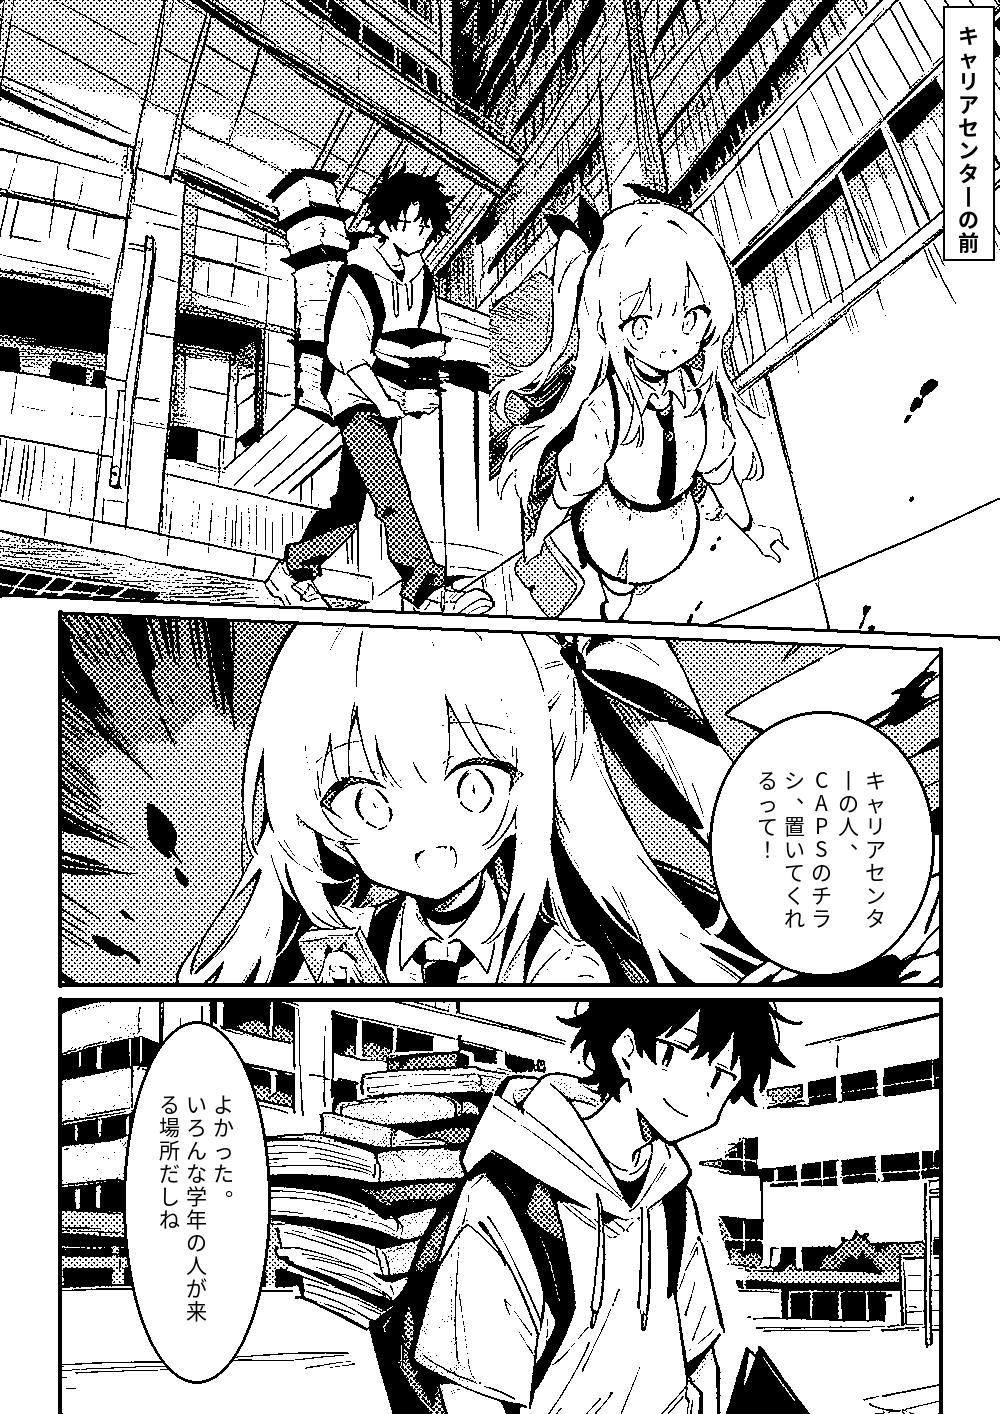 キャリアセンターの前
キャリアセンタ
ーの人、
CAPSのチラ
シ、置いてくれ
るって！
よかった。
いろんな学年の人が来
る場所だしね